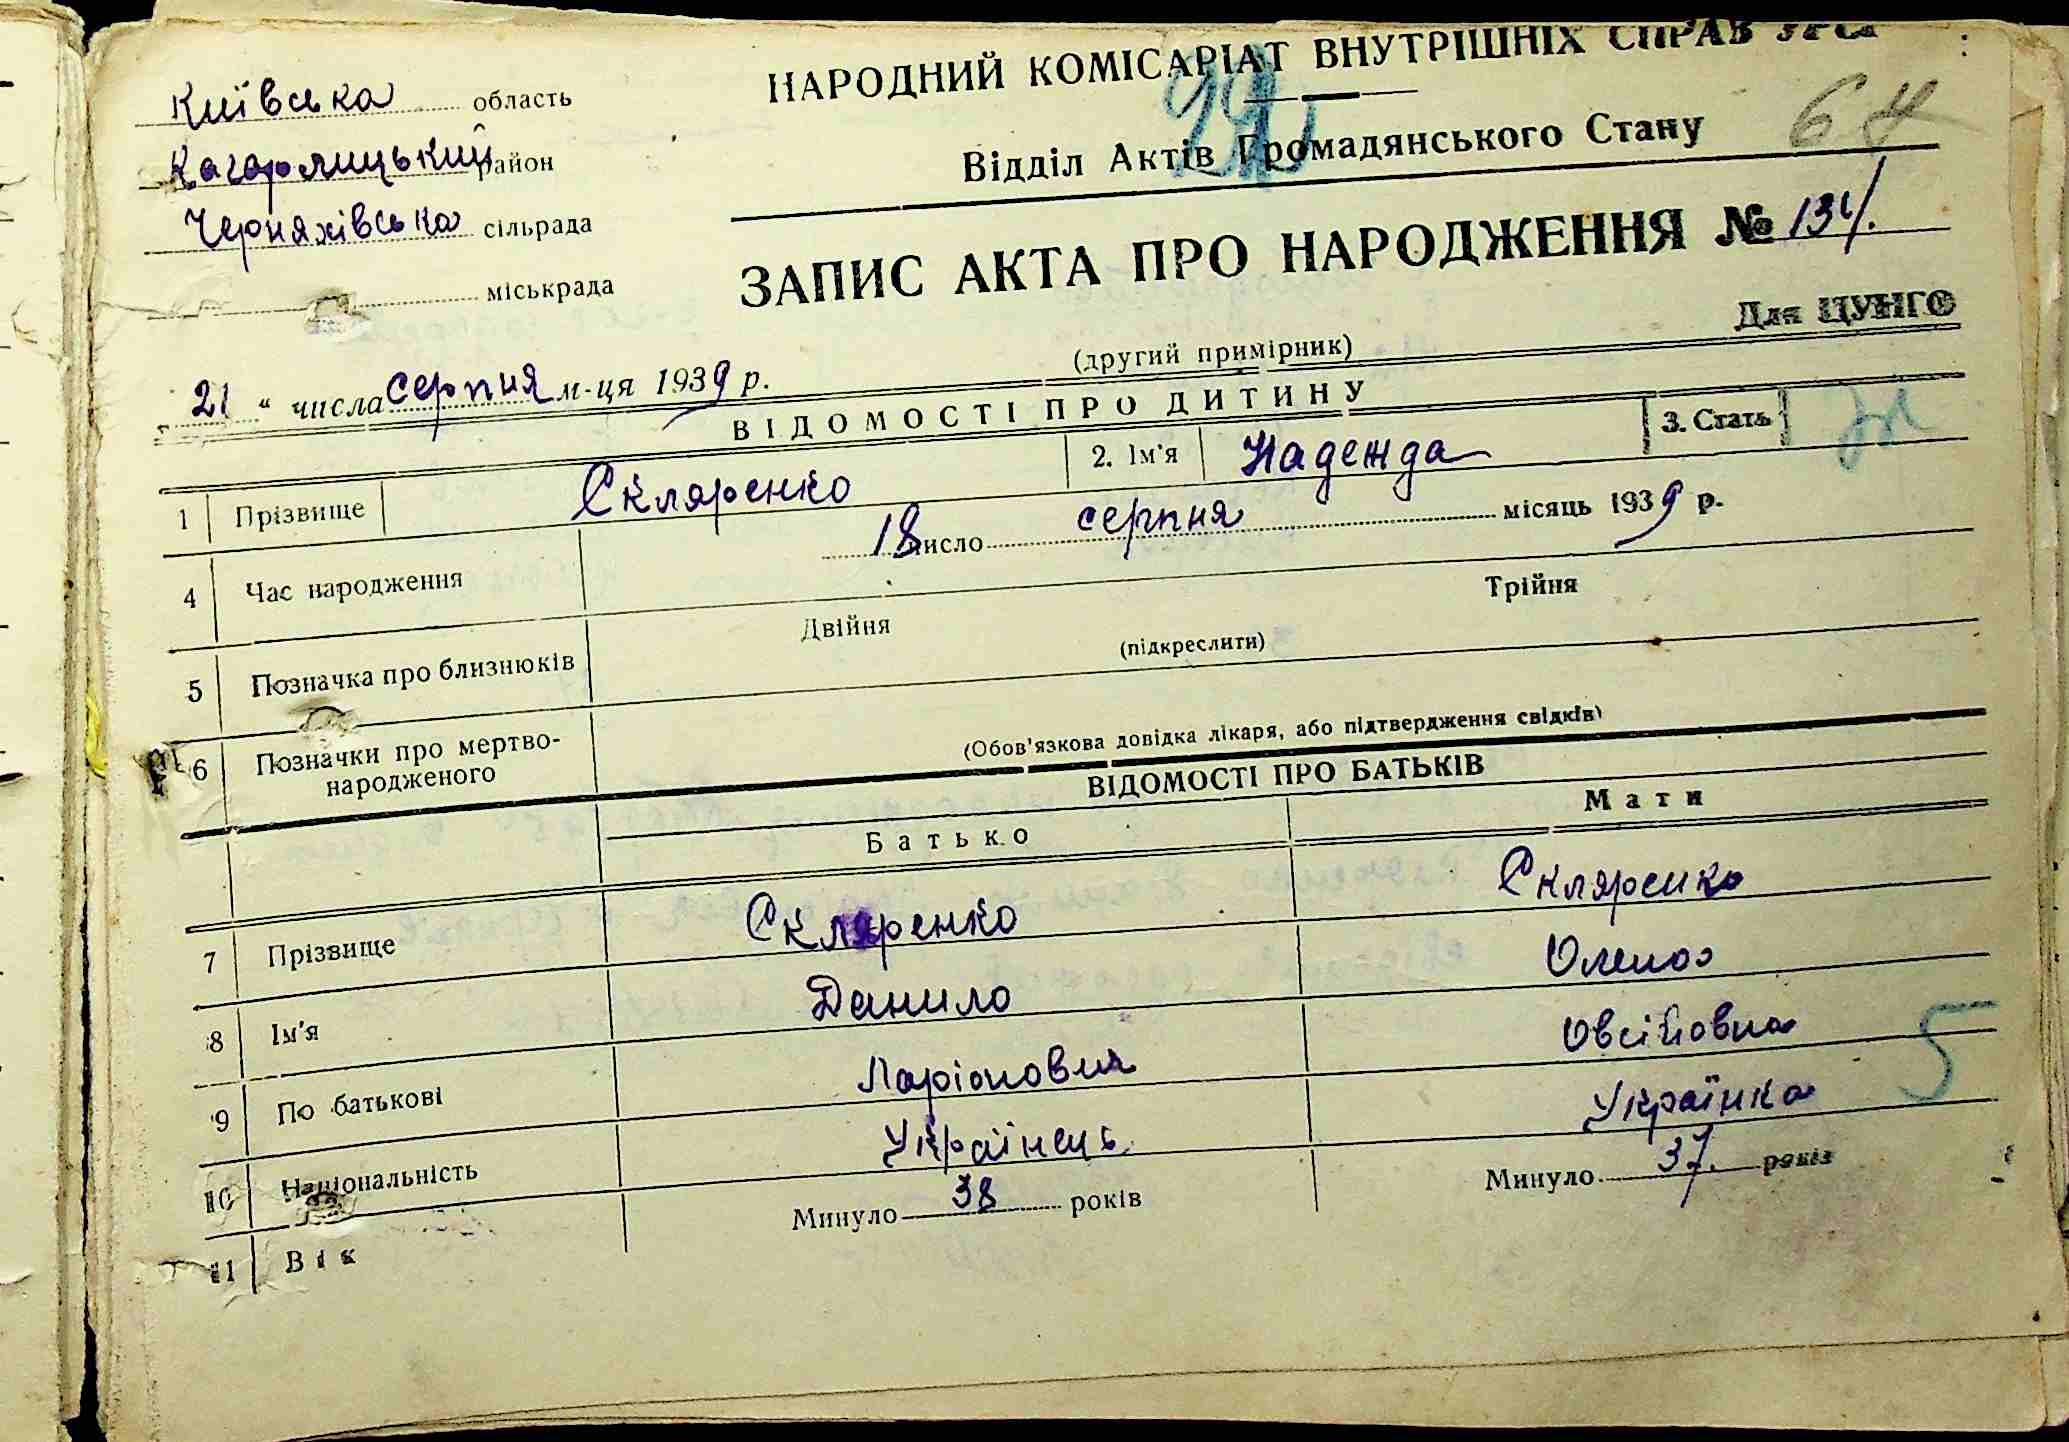 НАРОДНИЙ КОМІСАРІАТ ВНУТРІШНІХ СПРАВ УРСР
Київська область
Кагарлицький район
Черняхівська сільрада
міськрада
Відділ Актів Громадянського Стану
ЗАПИС АКТА ПРО НАРОДЖЕННЯ № 134.
Для ЦУНГО
(другий примірник)
21 " числа серпня м-ця 1939 р.
ВІДОМОСТІ ПРО ДИТИНУ
1 Прізвище Скляренко 2. Ім'я Надежда 3. Стать Ж
4 Час народження 18 число серпня місяць 1939 р.
5 Позначка про близнюків Двійня (підкреслити) Трійня
6 Позначки про мертво-
народженого (Обов'язкова довідка лікаря, або підтвердження свідків)
ВІДОМОСТІ ПРО БАТЬКІВ
Батько Мати
7 Прізвище Скляренко Скляренко
8 Ім'я Данило Олена
9 По батькові Ларіонович Овсійовна
10 Національність Українець Українка
5
11 Вік Минуло 38 років Минуло 37. років